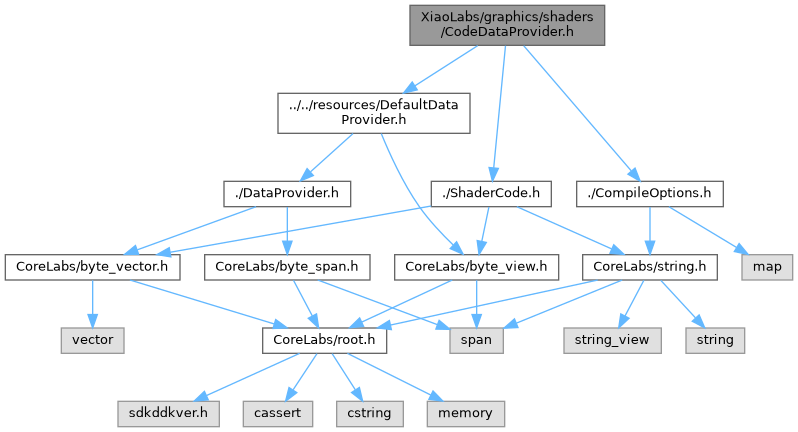 XiaoLabs/graphics/shaders
/CodeDataProvider.h
../../resources/DefaultData
Provider.h
./DataProvider.h
./ShaderCode.h
./CompileOptions.h
CoreLabs/byte_vector.h
CoreLabs/byte_span.h
CoreLabs/byte_view.h
CoreLabs/string.h
map
vector
CoreLabs/root.h
span
string_view
string
sdkddkver.h
cassert
cstring
memory